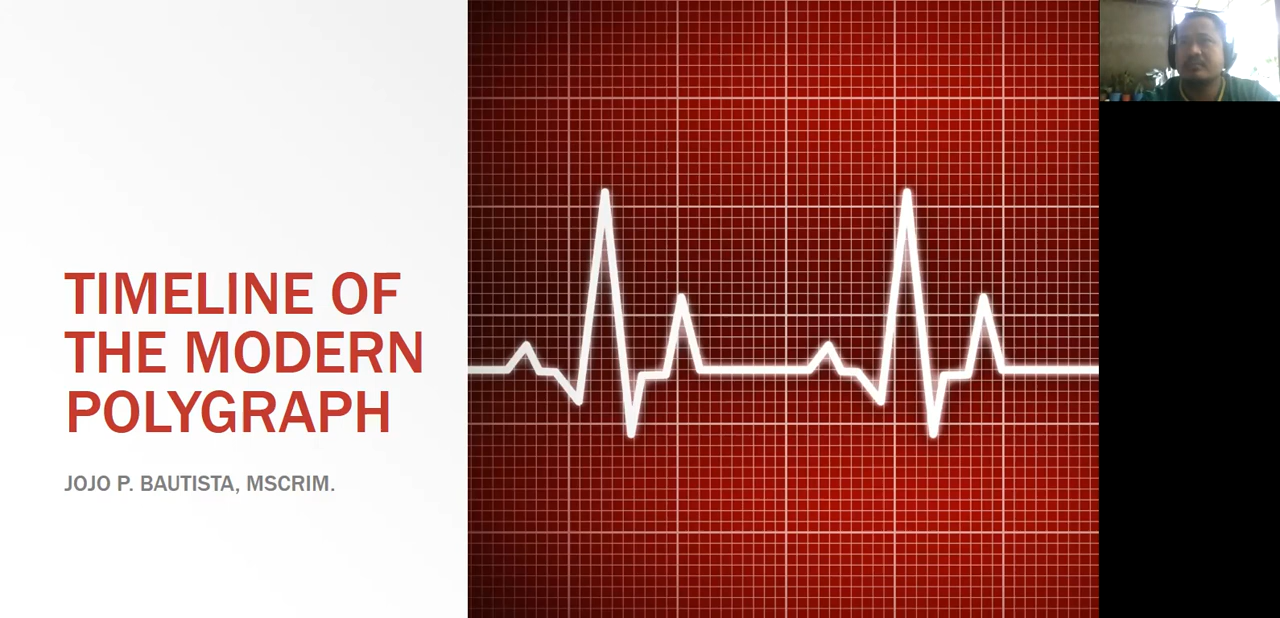 TIMELINE OF
THE MODERN
POLYGRAPH
JOJO P. BAUTISTA, MSCRIM.